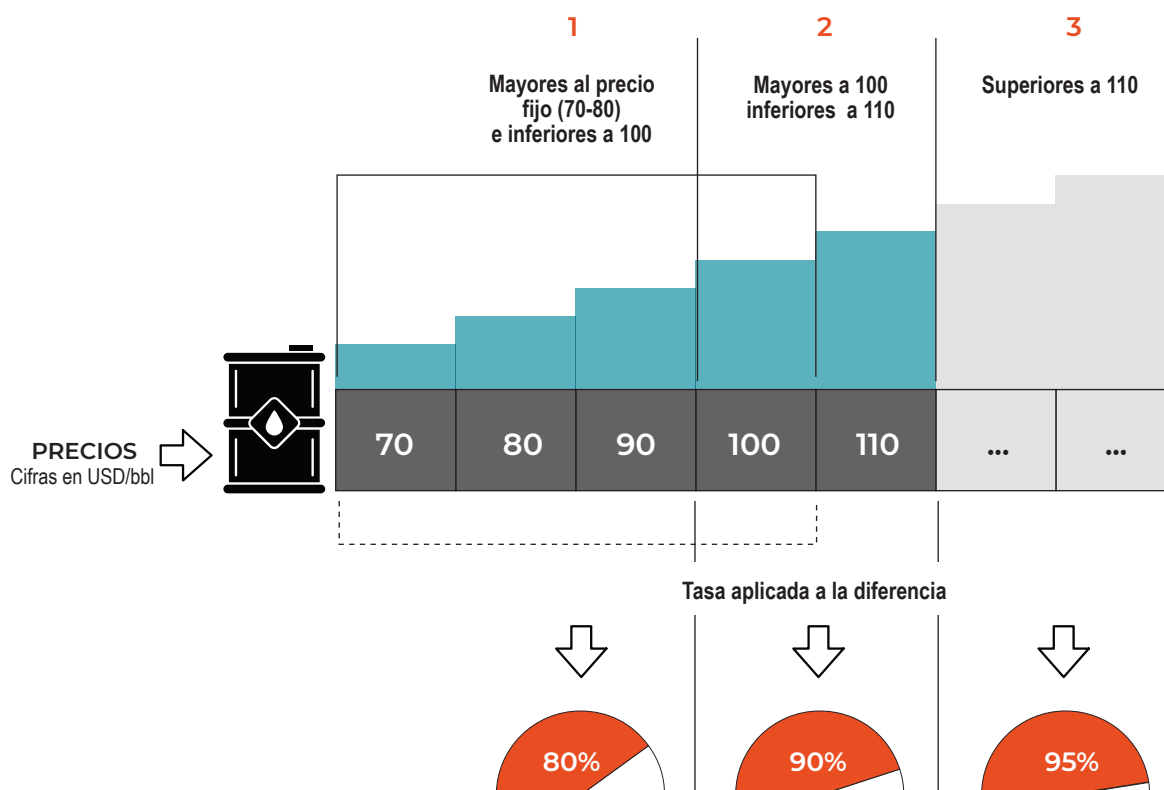 1
2
3
Mayores al precio
fijo (70-80)
e inferiores a 100
Mayores a 100
inferiores a 110
Superiores a 110
PRECIOS
Cifras en USD/bbl
70
80
90
100
110
...
...
Tasa aplicada a la diferencia
80%
90%
95%